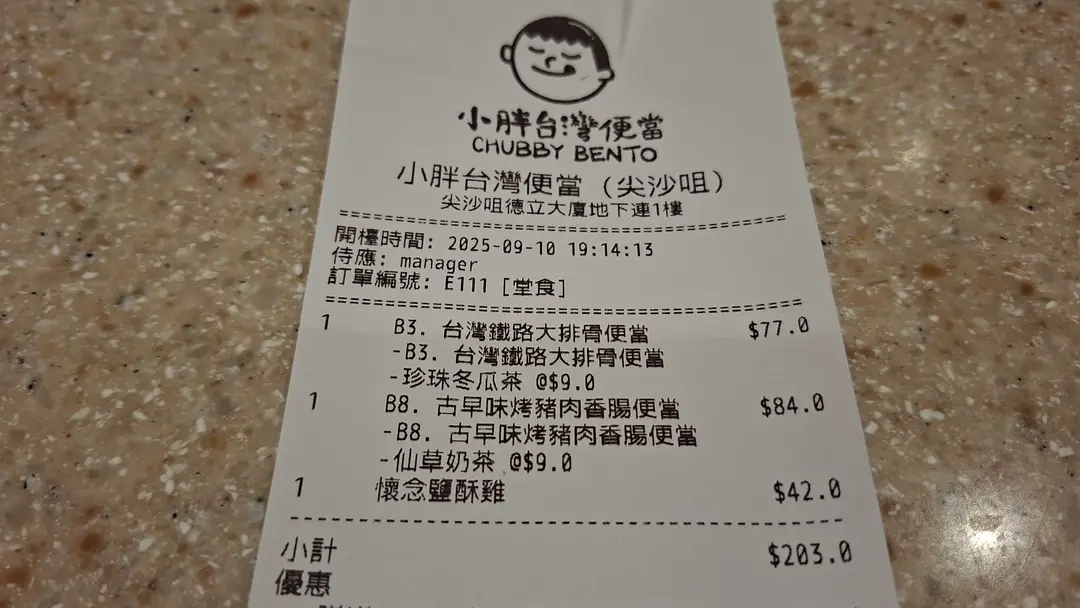 小胖台灣便當
CHUBBY BENTO
小胖台灣便當（尖沙咀）
尖沙咀德立大廈地下連1樓
開檯時間: 2025-09-10 19:14:13
侍應: manager
訂單編號: E111 [堂食]
1 B3. 台灣鐵路大排骨便當 $77.0
-B3. 台灣鐵路大排骨便當
-珍珠冬瓜茶 @$9.0
1 B8. 古早味烤豬肉香腸便當 $84.0
-B8. 古早味烤豬肉香腸便當
-仙草奶茶 @$9.0
1 懷念鹽酥雞 $42.0
小計 $203.0
優惠